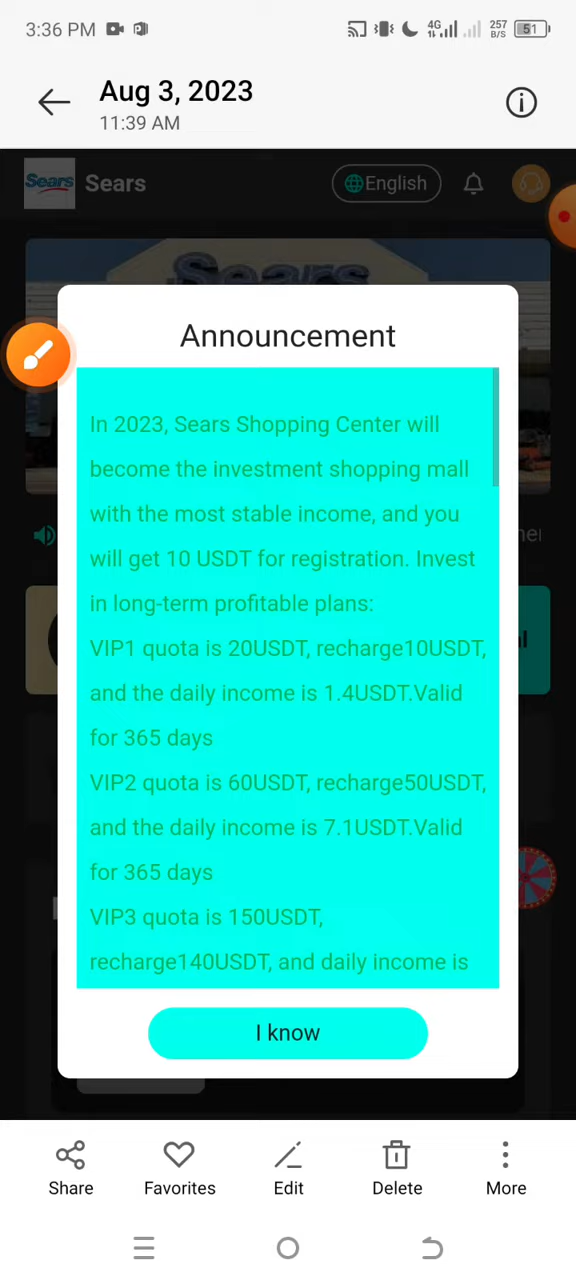 3:36 PM
4G
257
B/S
51
Aug 3, 2023
11:39 AM
Sears
Sears
English
Sears
Announcement
In 2023, Sears Shopping Center will
become the investment shopping mall
with the most stable income, and you
will get 10 USDT for registration. Invest
in long-term profitable plans:
VIP1 quota is 20USDT, recharge10USDT,
and the daily income is 1.4USDT.Valid
for 365 days
VIP2 quota is 60USDT, recharge50USDT,
and the daily income is 7.1USDT.Valid
for 365 days
VIP3 quota is 150USDT,
recharge140USDT, and daily income is
I know
Share
Favorites
Edit
Delete
More